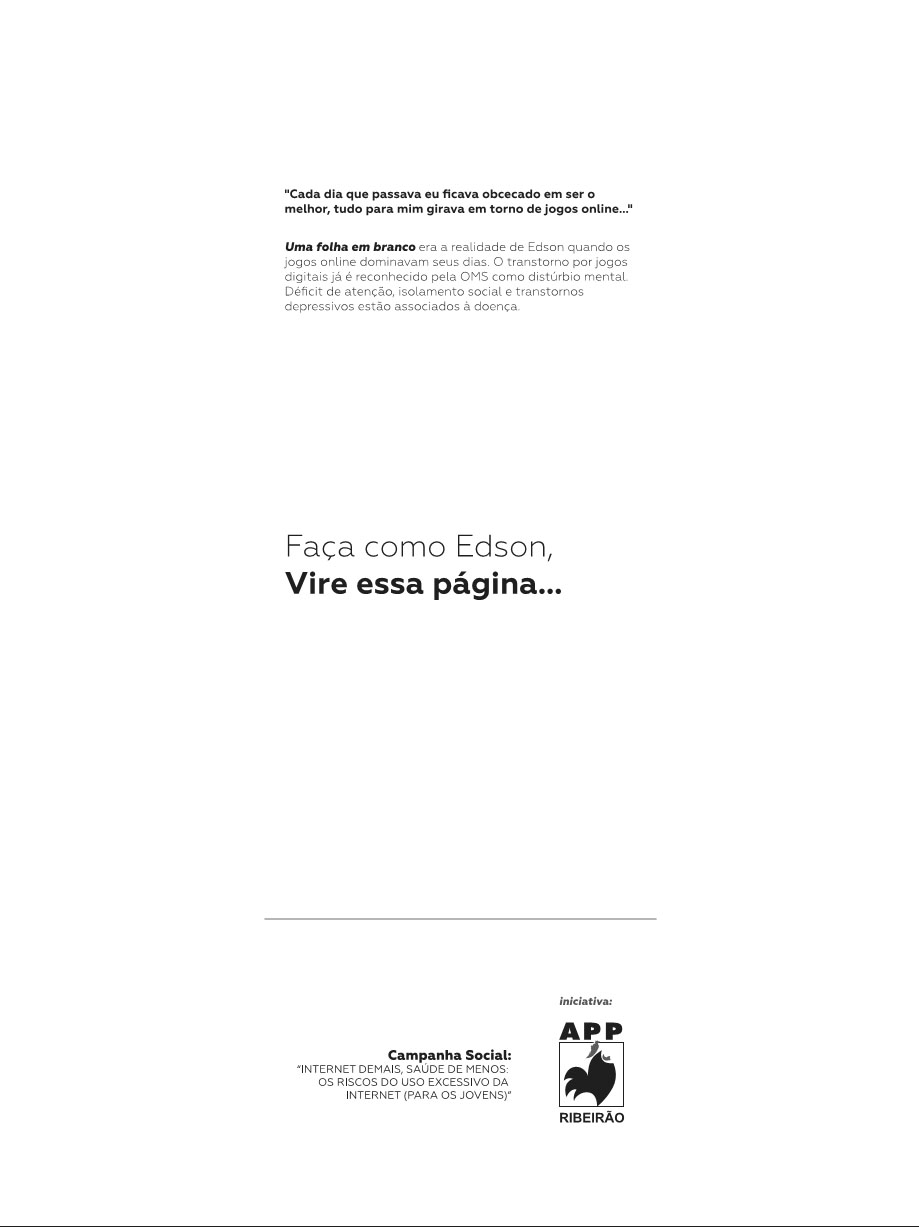 "Cada dia que passava eu ficava obcecado em ser o
melhor, tudo para mim girava em torno de jogos online..."
Uma folha em branco era a realidade de Edson quando os
jogos online dominavam seus dias. O transtorno por jogos
digitais já é reconhecido pela OMS como distúrbio mental.
Déficit de atenção, isolamento social e transtornos
depressivos estão associados à doença.
Faça como Edson,
Vire essa página...
iniciativa:
APP
RIBEIRÃO
Campanha Social:
“INTERNET DEMAIS, SAÚDE DE MENOS:
OS RISCOS DO USO EXCESSIVO DA
INTERNET (PARA OS JOVENS)”